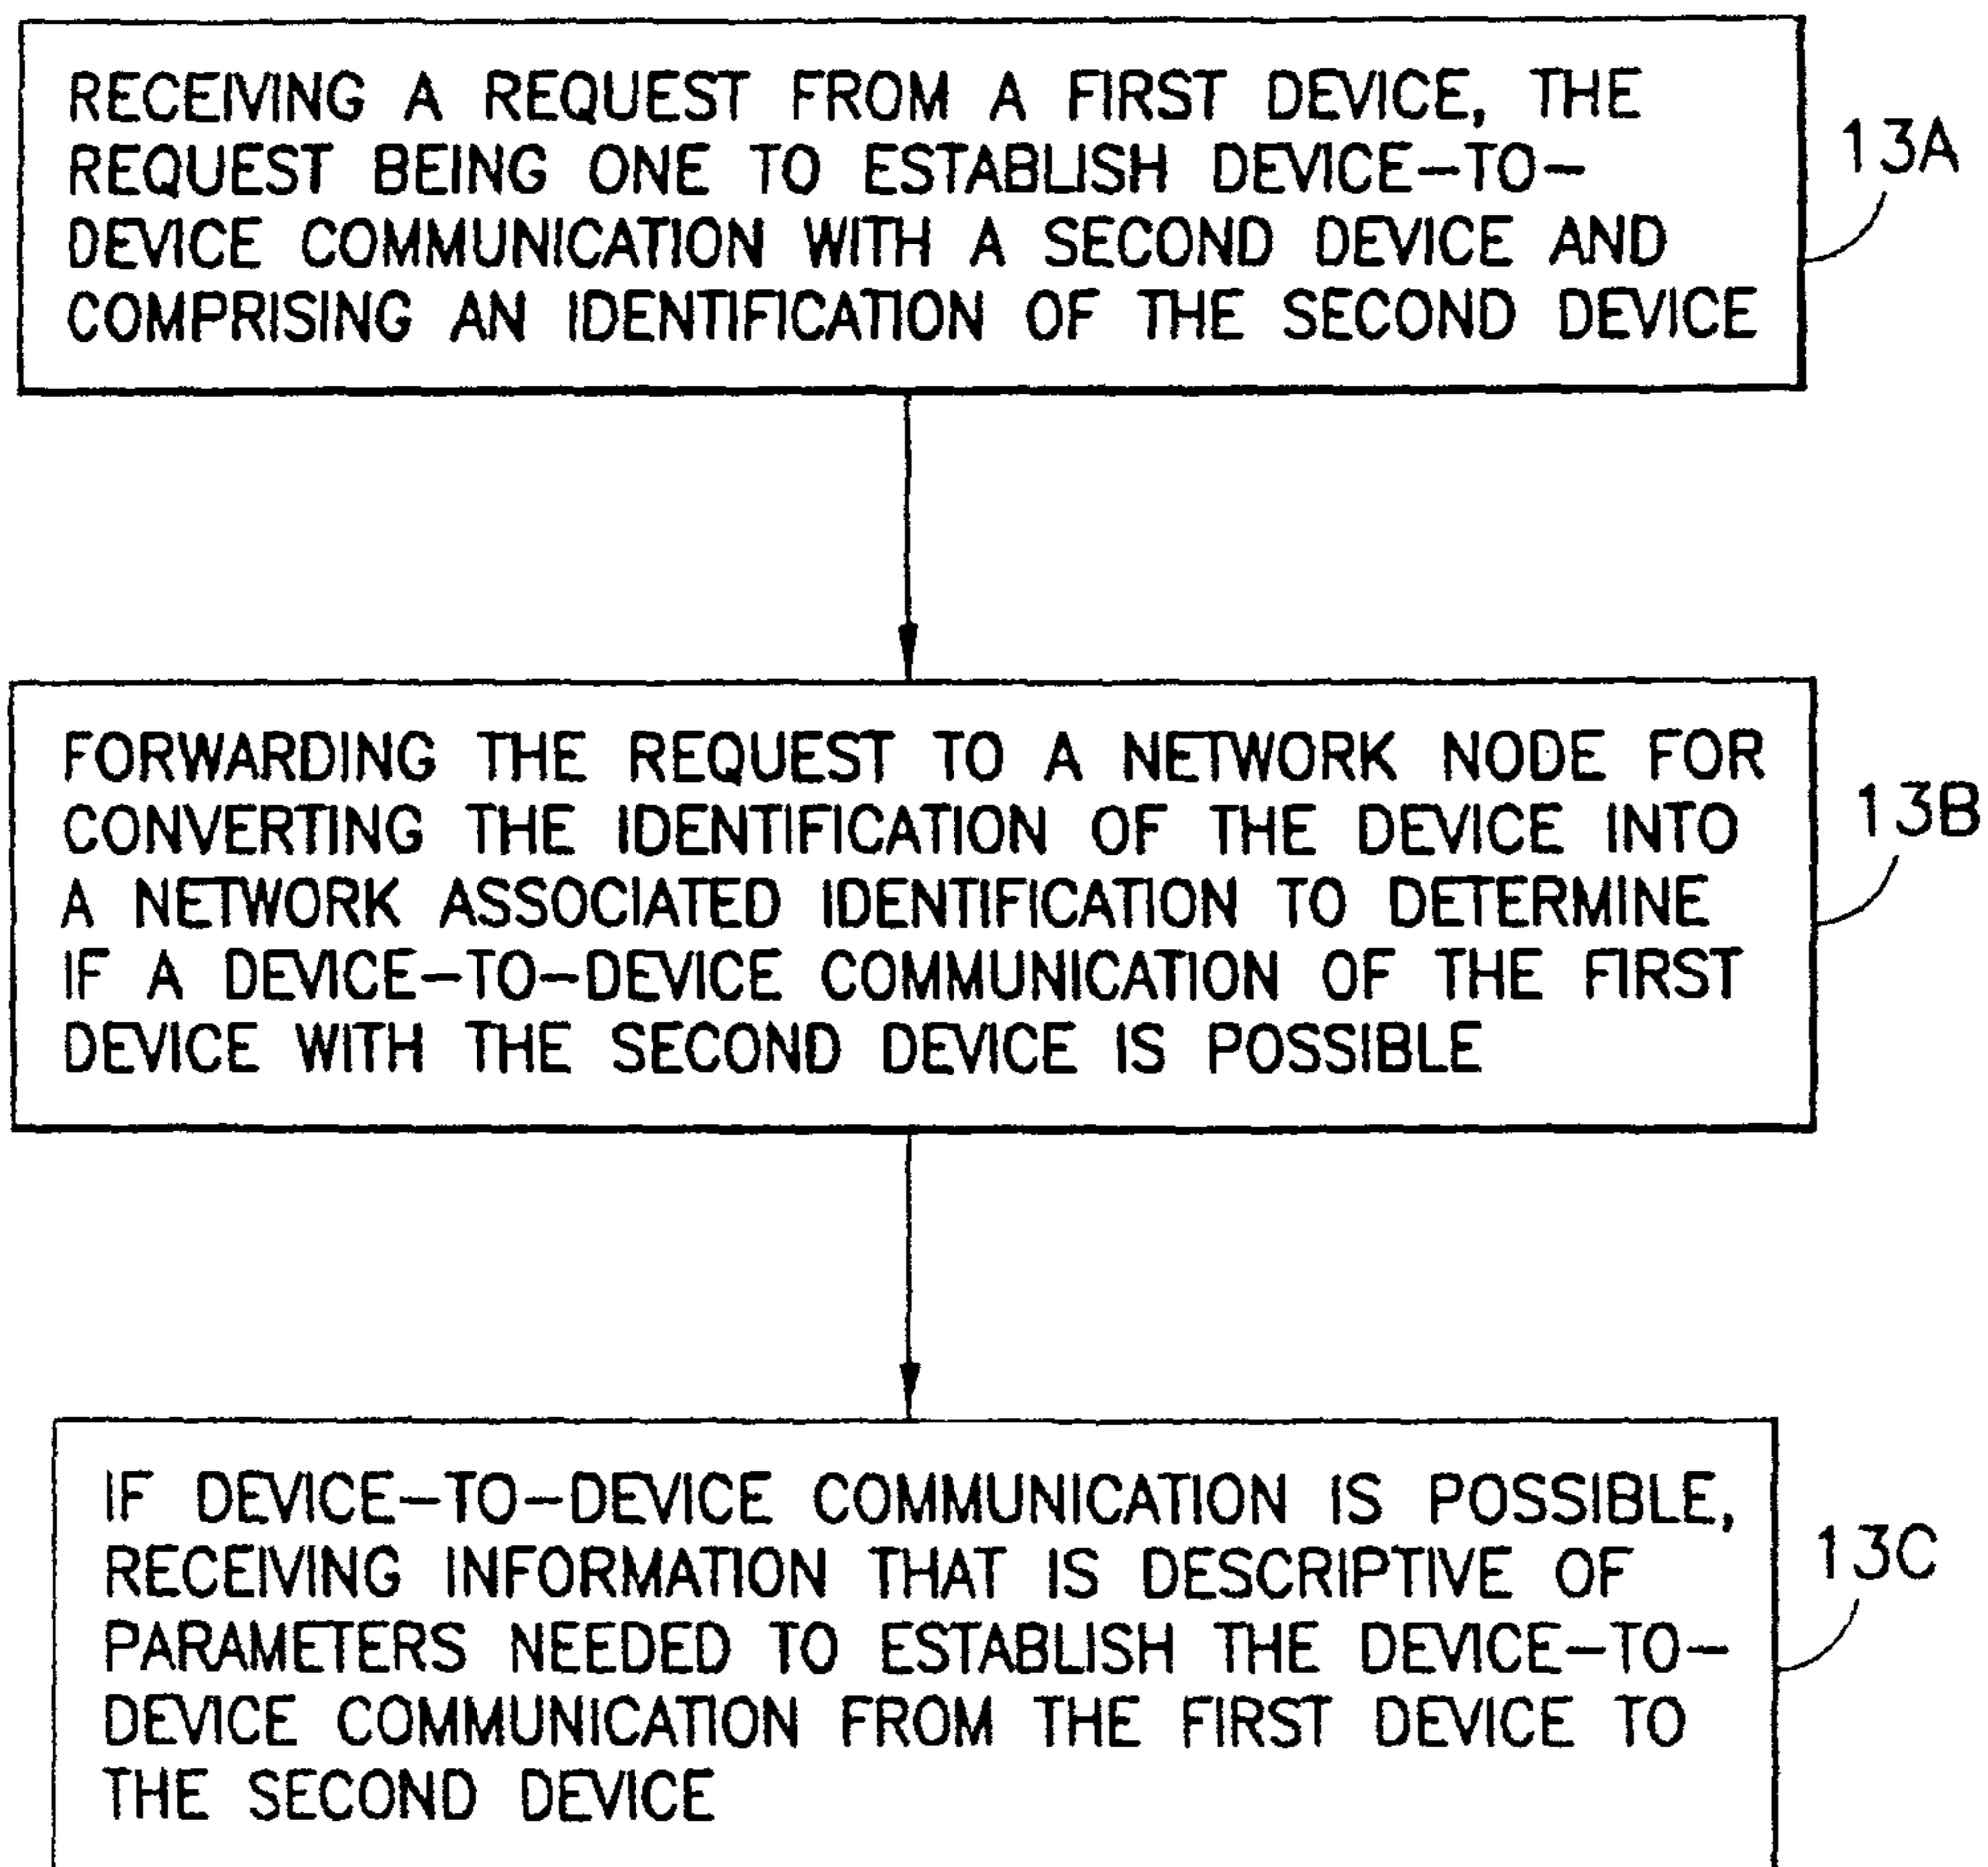 RECEIVING A REQUEST FROM A FIRST DEVICE, THE
REQUEST BEING ONE TO ESTABLISH DEVICE-TO-
DEVICE COMMUNICATION WITH A SECOND DEVICE AND
COMPRISING AN IDENTIFICATION OF THE SECOND DEVICE
13A
FORWARDING THE REQUEST TO A NETWORK NODE FOR
CONVERTING THE IDENTIFICATION OF THE DEVICE INTO
A NETWORK ASSOCIATED IDENTIFICATION TO DETERMINE
IF A DEVICE-TO-DEVICE COMMUNICATION OF THE FIRST
DEVICE WITH THE SECOND DEVICE IS POSSIBLE
13B
IF DEVICE-TO-DEVICE COMMUNICATION IS POSSIBLE,
RECEIVING INFORMATION THAT IS DESCRIPTIVE OF
PARAMETERS NEEDED TO ESTABLISH THE DEVICE-TO-
DEVICE COMMUNICATION FROM THE FIRST DEVICE TO
THE SECOND DEVICE
13C